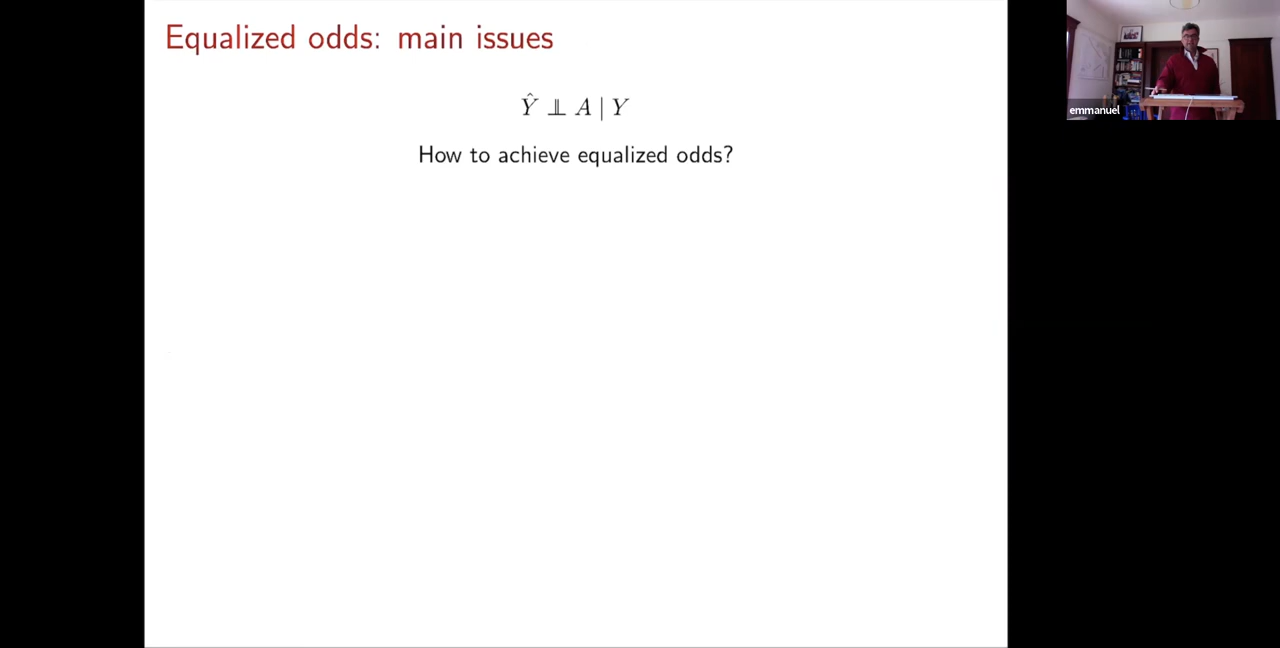 Equalized odds: main issues
Ŷ ⫫ A | Y
How to achieve equalized odds?
emmanuel